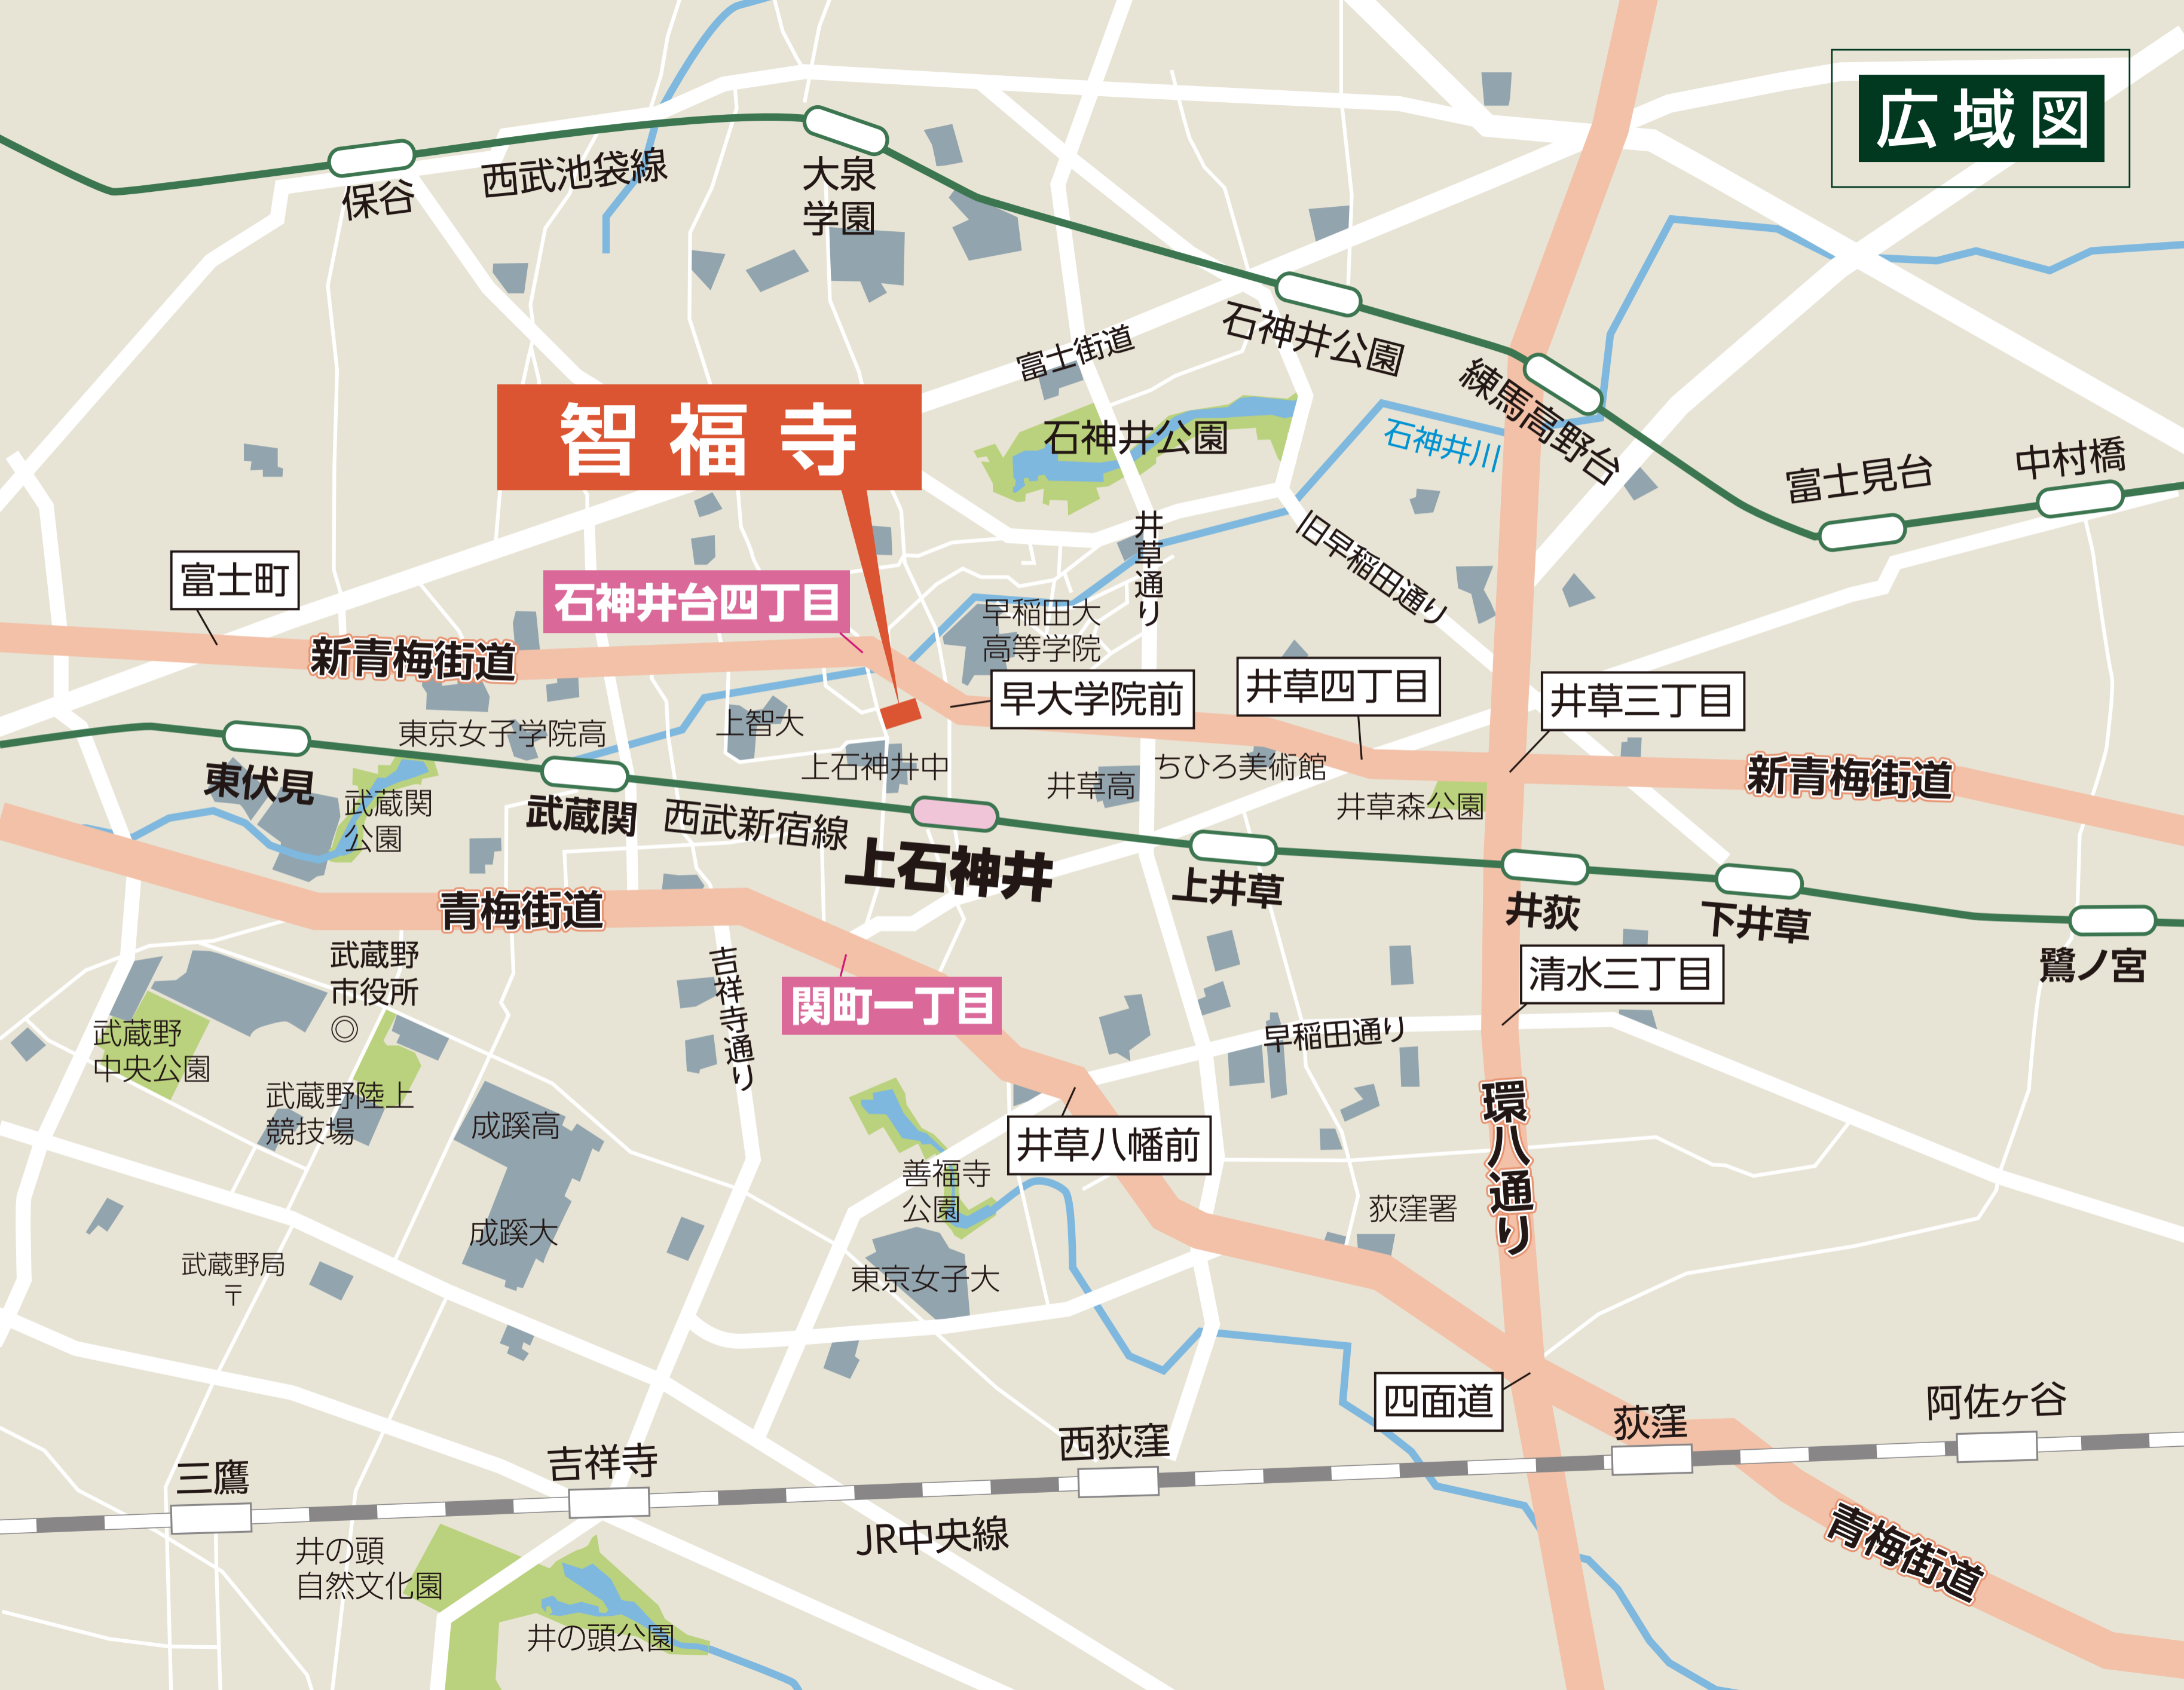 広域図
保谷
西武池袋線
大泉
学園
石神井公園
富士街道
練馬高野台
石神井公園
石神井川
富士見台
中村橋
智福寺
井草通り
旧早稲田通り
富士町
石神井台四丁目
早稲田大
高等学院
新青梅街道
早大学院前
井草四丁目
井草三丁目
東京女子学院高
上智大
上石神井中
井草高
ちひろ美術館
井草森公園
新青梅街道
東伏見
武蔵関
公園
武蔵関
西武新宿線
上石神井
上井草
井荻
下井草
鷺ノ宮
青梅街道
武蔵野
市役所
◎
吉祥寺通り
関町一丁目
清水三丁目
早稲田通り
武蔵野
中央公園
武蔵野陸上
競技場
成蹊高
井草八幡前
環八通り
善福寺
公園
荻窪署
成蹊大
武蔵野局
〒
東京女子大
四面道
荻窪
阿佐ヶ谷
西荻窪
吉祥寺
三鷹
JR中央線
青梅街道
井の頭
自然文化園
井の頭公園